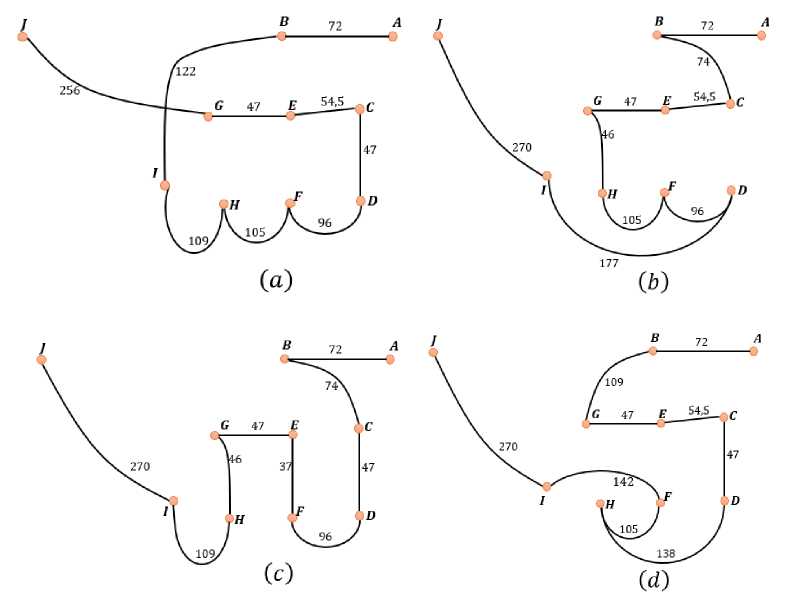 J B 72 A
256 122
G 47 E 54,5 C
47
I H F D
109 105 96
(a)
J B 72 A
74
G 47 E 54,5 C
46
270
I H F D
105 96
177
(b)
J B 72 A
74
G 47 E C
46 37 47
270
I H F D
109 96
(c)
J B 72 A
109
G 47 E 54,5 C
47
270
I 142 H F D
105
138
(d)